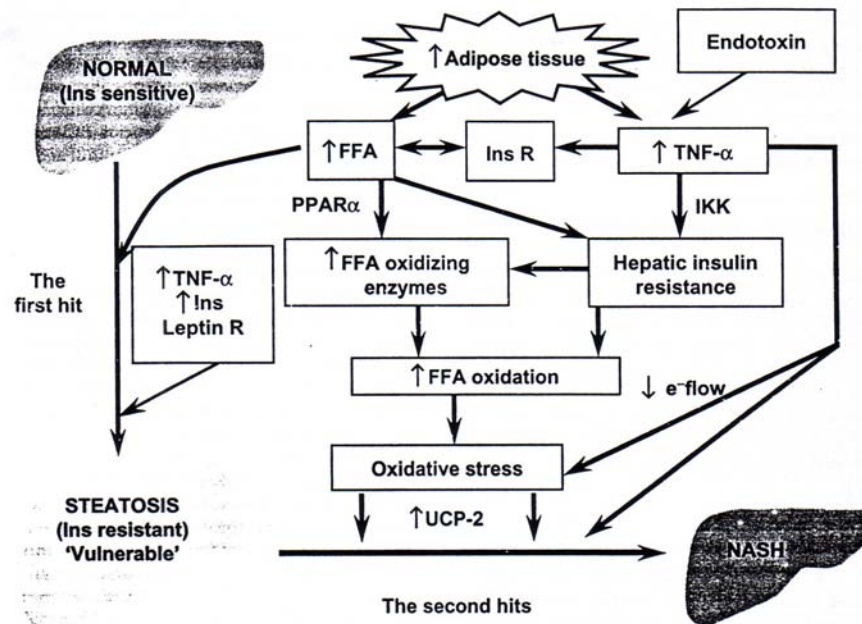 NORMAL
(Ins sensitive)
↑Adipose tissue
Endotoxin
↑FFA
Ins R
↑ TNF-α
PPARα
IKK
The
first hit
↑TNF-α
↑Ins
Leptin R
↑FFA oxidizing
enzymes
Hepatic insulin
resistance
↑FFA oxidation
↓ e⁻flow
Oxidative stress
↑UCP-2
STEATOSIS
(Ins resistant)
'Vulnerable'
NASH
The second hits